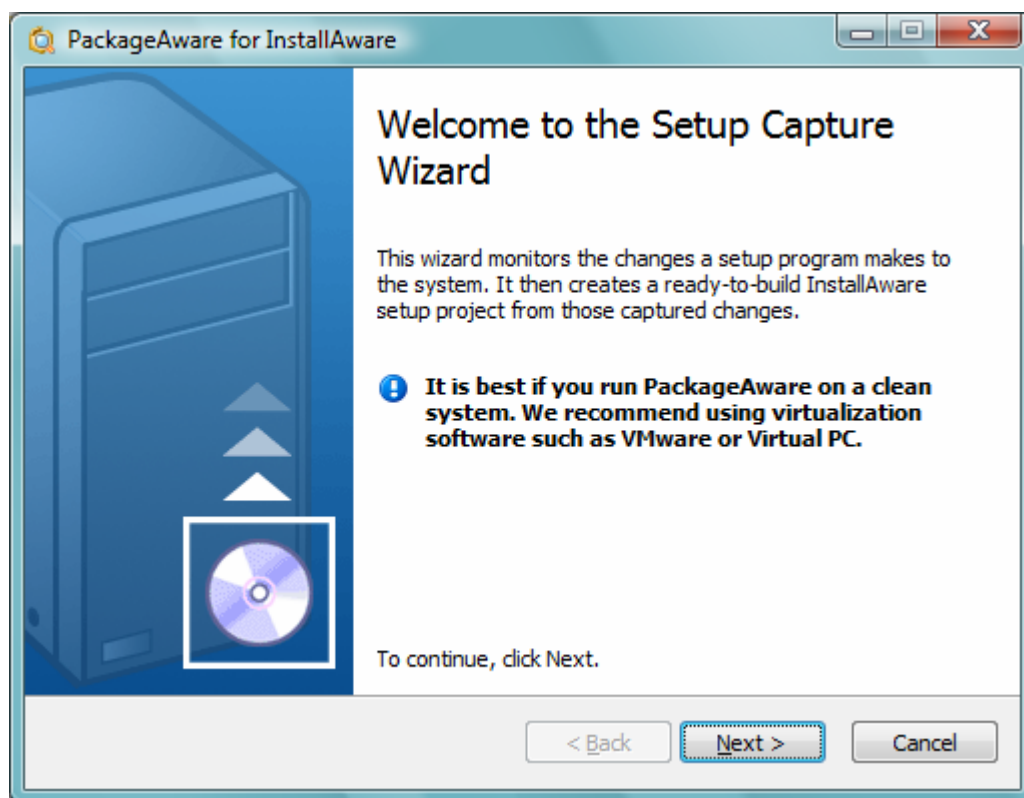 PackageAware for InstallAware
Welcome to the Setup Capture
Wizard
This wizard monitors the changes a setup program makes to
the system. It then creates a ready-to-build InstallAware
setup project from those captured changes.
It is best if you run PackageAware on a clean
system. We recommend using virtualization
software such as VMware or Virtual PC.
To continue, click Next.
< Back Next > Cancel